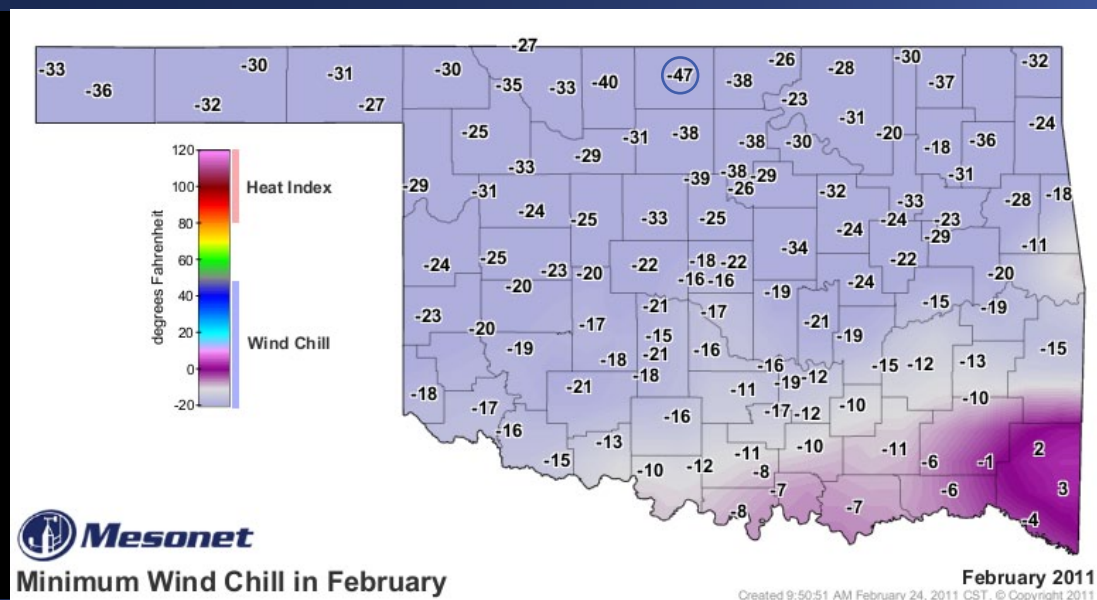 -27
-33 -30 -31 -30 -35 -33 -40 -47 -38 -26 -28 -30 -37 -32
-36 -32 -27 -23 -31 -24
-25 -31 -38 -38 -30 -20 -18 -36
-33 -29 -39 -38 -29 -31
-29 -31 -26 -32 -33 -28 -18
-24 -25 -33 -25 -24 -24 -23
-34 -29 -11
-24 -25 -23 -20 -22 -18 -22 -22 -20
-20 -16 -16 -19 -24
-23 -21 -17 -21 -15 -19
-20 -17 -15 -19
-19 -18 -21 -16 -16 -15 -12 -13 -15
-18 -21 -18 -11 -19 -12 -10
-17 -16 -17 -12 -10
-16 -13 -11 -10 -11 2
-15 -10 -12 -8 -6 -1
-8 -7 -7 -6 3
-4
120
100
80
60
40
20
0
-20
degrees Fahrenheit
Heat Index
Wind Chill
Mesonet
Minimum Wind Chill in February
February 2011
Created 9:50:51 AM February 24, 2011 CST. © Copyright 2011